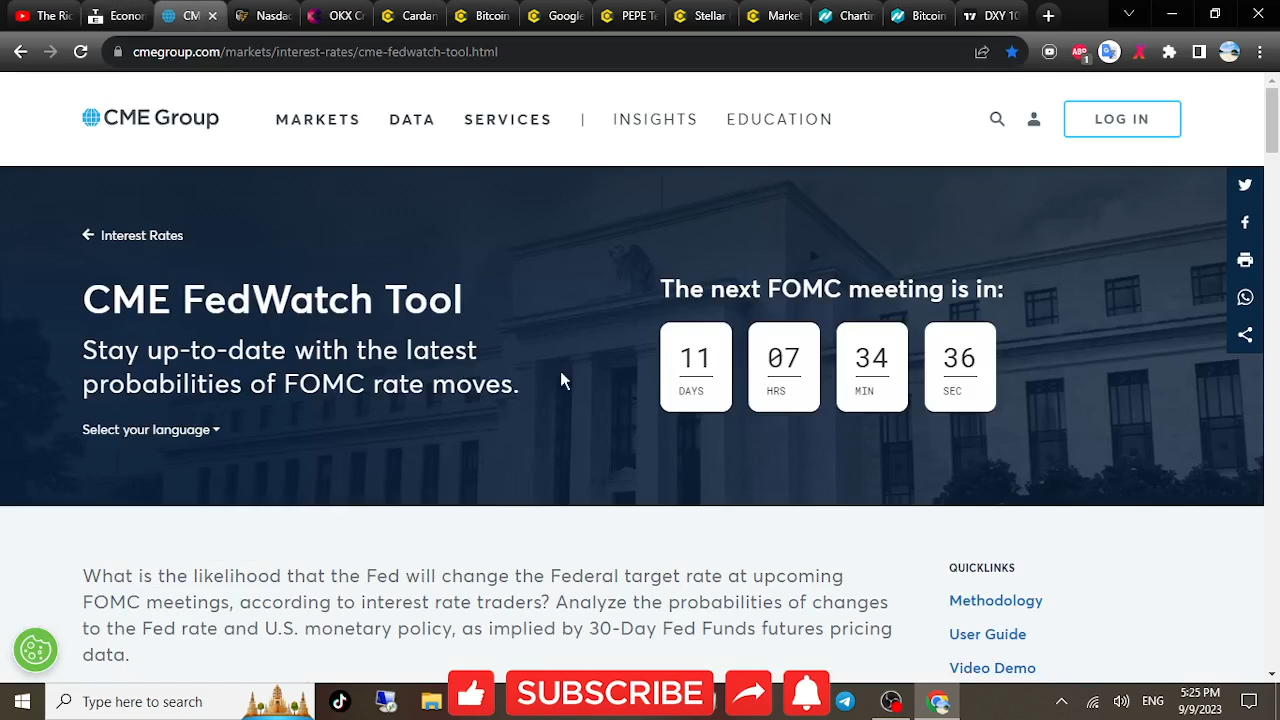 The Ri
Econor
CM
Nasda
OKX C
Cardan
Bitcoin
Google
PEPE Te
Stellar
Market
Chartin
Bitcoin
DXY 10
cmegroup.com/markets/interest-rates/cme-fedwatch-tool.html
ABP
1
CME Group
MARKETS DATA SERVICES | INSIGHTS EDUCATION
LOG IN
Interest Rates
CME FedWatch Tool
Stay up-to-date with the latest
probabilities of FOMC rate moves.
Select your language
The next FOMC meeting is in:
11 07 34 36
DAYS HRS MIN SEC
What is the likelihood that the Fed will change the Federal target rate at upcoming
FOMC meetings, according to interest rate traders? Analyze the probabilities of changes
to the Fed rate and U.S. monetary policy, as implied by 30-Day Fed Funds futures pricing
data.
QUICKLINKS
Methodology
User Guide
Video Demo
Type here to search
SUBSCRIBE
ENG
5:25 PM
9/9/2023